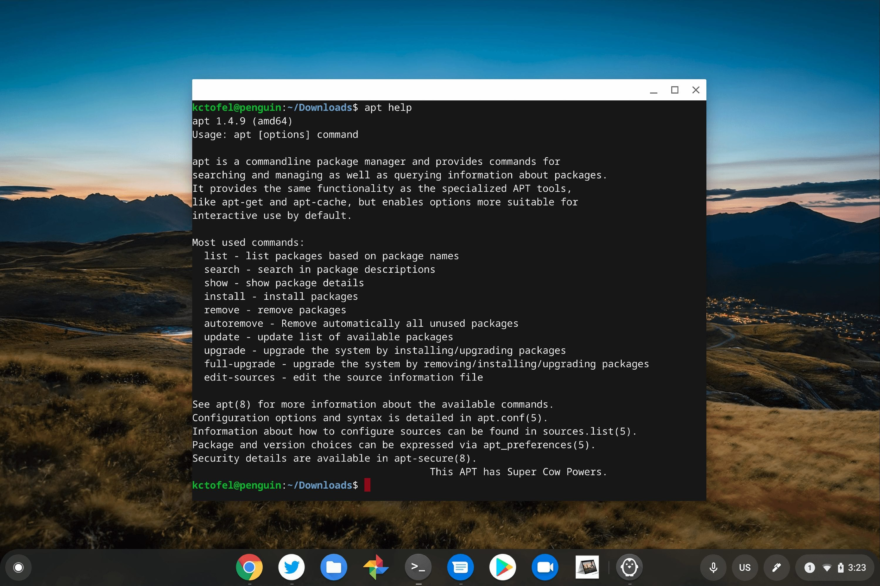 kctofel@penguin:~/Downloads$ apt help
apt 1.4.9 (amd64)
Usage: apt [options] command
apt is a commandline package manager and provides commands for
searching and managing as well as querying information about packages.
It provides the same functionality as the specialized APT tools,
like apt-get and apt-cache, but enables options more suitable for
interactive use by default.
Most used commands:
list - list packages based on package names
search - search in package descriptions
show - show package details
install - install packages
remove - remove packages
autoremove - Remove automatically all unused packages
update - update list of available packages
upgrade - upgrade the system by installing/upgrading packages
full-upgrade - upgrade the system by removing/installing/upgrading packages
edit-sources - edit the source information file
See apt(8) for more information about the available commands.
Configuration options and syntax is detailed in apt.conf(5).
Information about how to configure sources can be found in sources.list(5).
Package and version choices can be expressed via apt_preferences(5).
Security details are available in apt-secure(8).
This APT has Super Cow Powers.
kctofel@penguin:~/Downloads$
>_ US 1 3:23